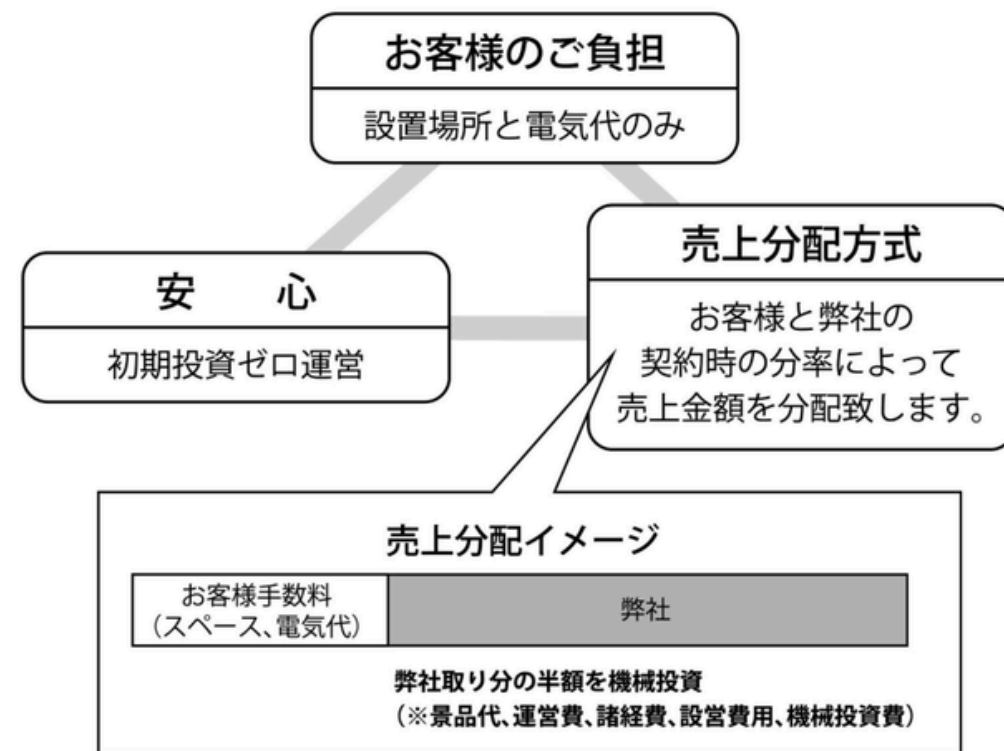 お客様のご負担
設置場所と電気代のみ
売上分配方式
お客様と弊社の
契約時の分率によって
売上金額を分配致します。
安　　心
初期投資ゼロ運営
売上分配イメージ
お客様手数料
（スペース、電気代）
弊社
弊社取り分の半額を機械投資
（※景品代、運営費、諸経費、設営費用、機械投資費）